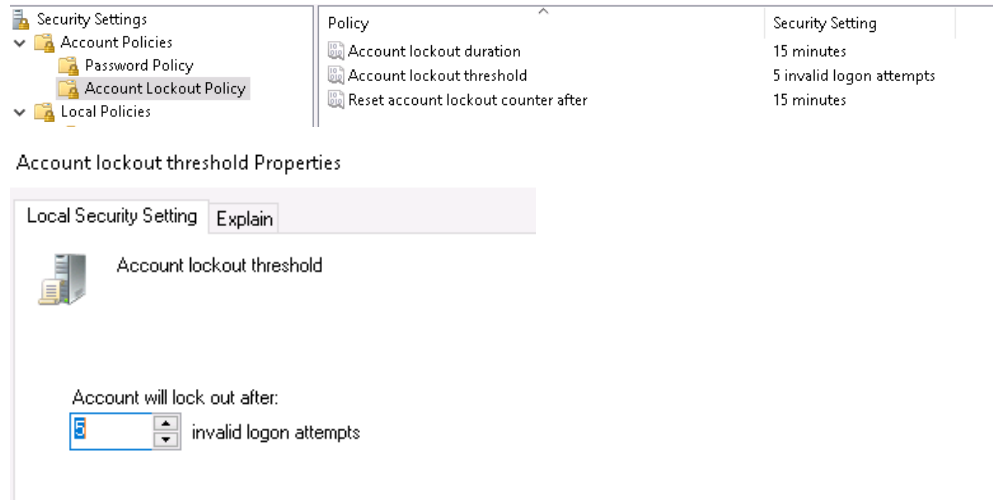 Security Settings
Account Policies
Password Policy
Account Lockout Policy
Local Policies
Policy Security Setting
Account lockout duration 15 minutes
Account lockout threshold 5 invalid logon attempts
Reset account lockout counter after 15 minutes
Account lockout threshold Properties
Local Security Setting Explain
Account lockout threshold
Account will lock out after:
5 invalid logon attempts